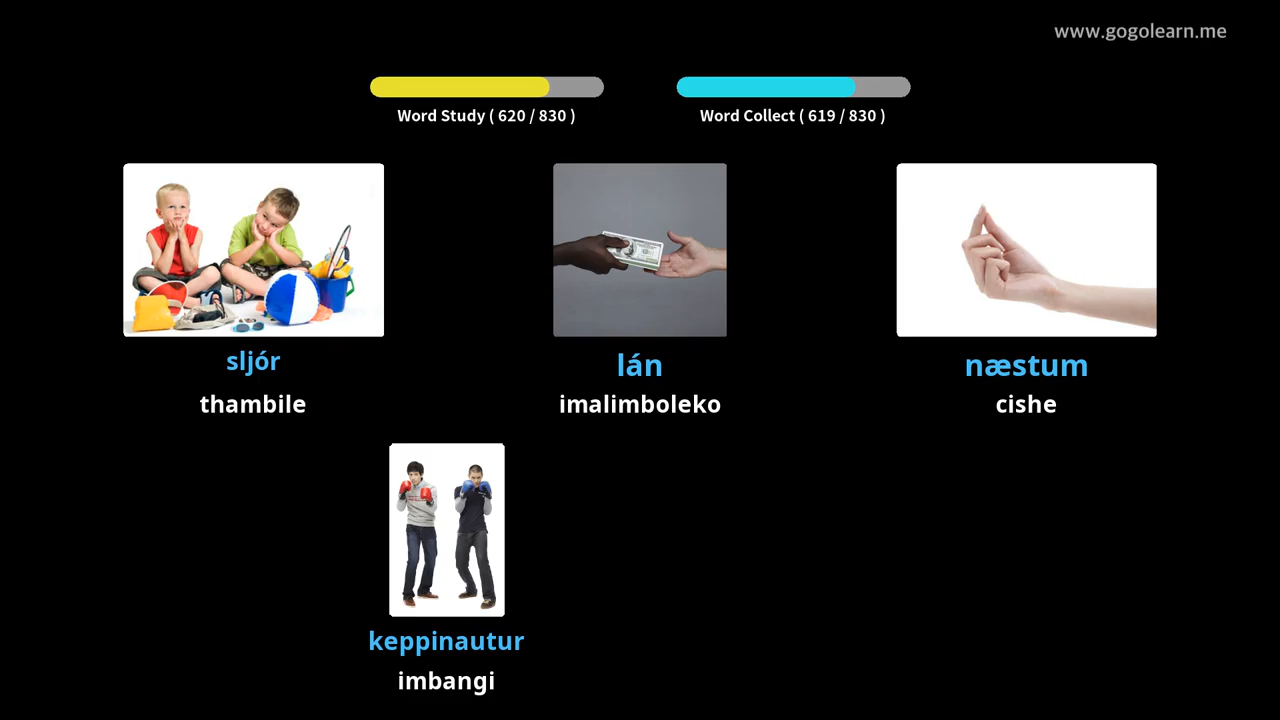 www.gogolearn.me
Word Study ( 620 / 830 )
Word Collect ( 619 / 830 )
sljór
lán
næstum
thambile
imalimboleko
cishe
keppinautur
imbangi